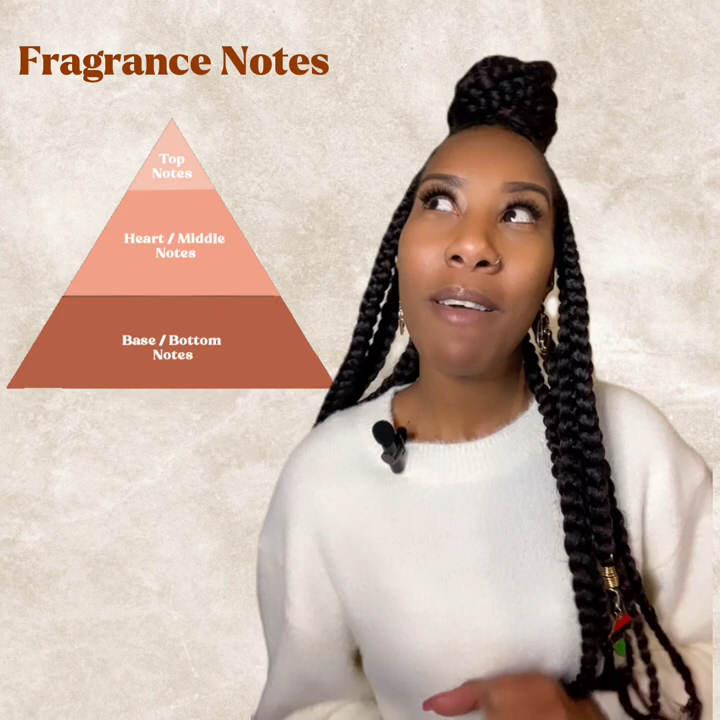 Fragrance Notes
Top
Notes
Heart / Middle
Notes
Base / Bottom
Notes